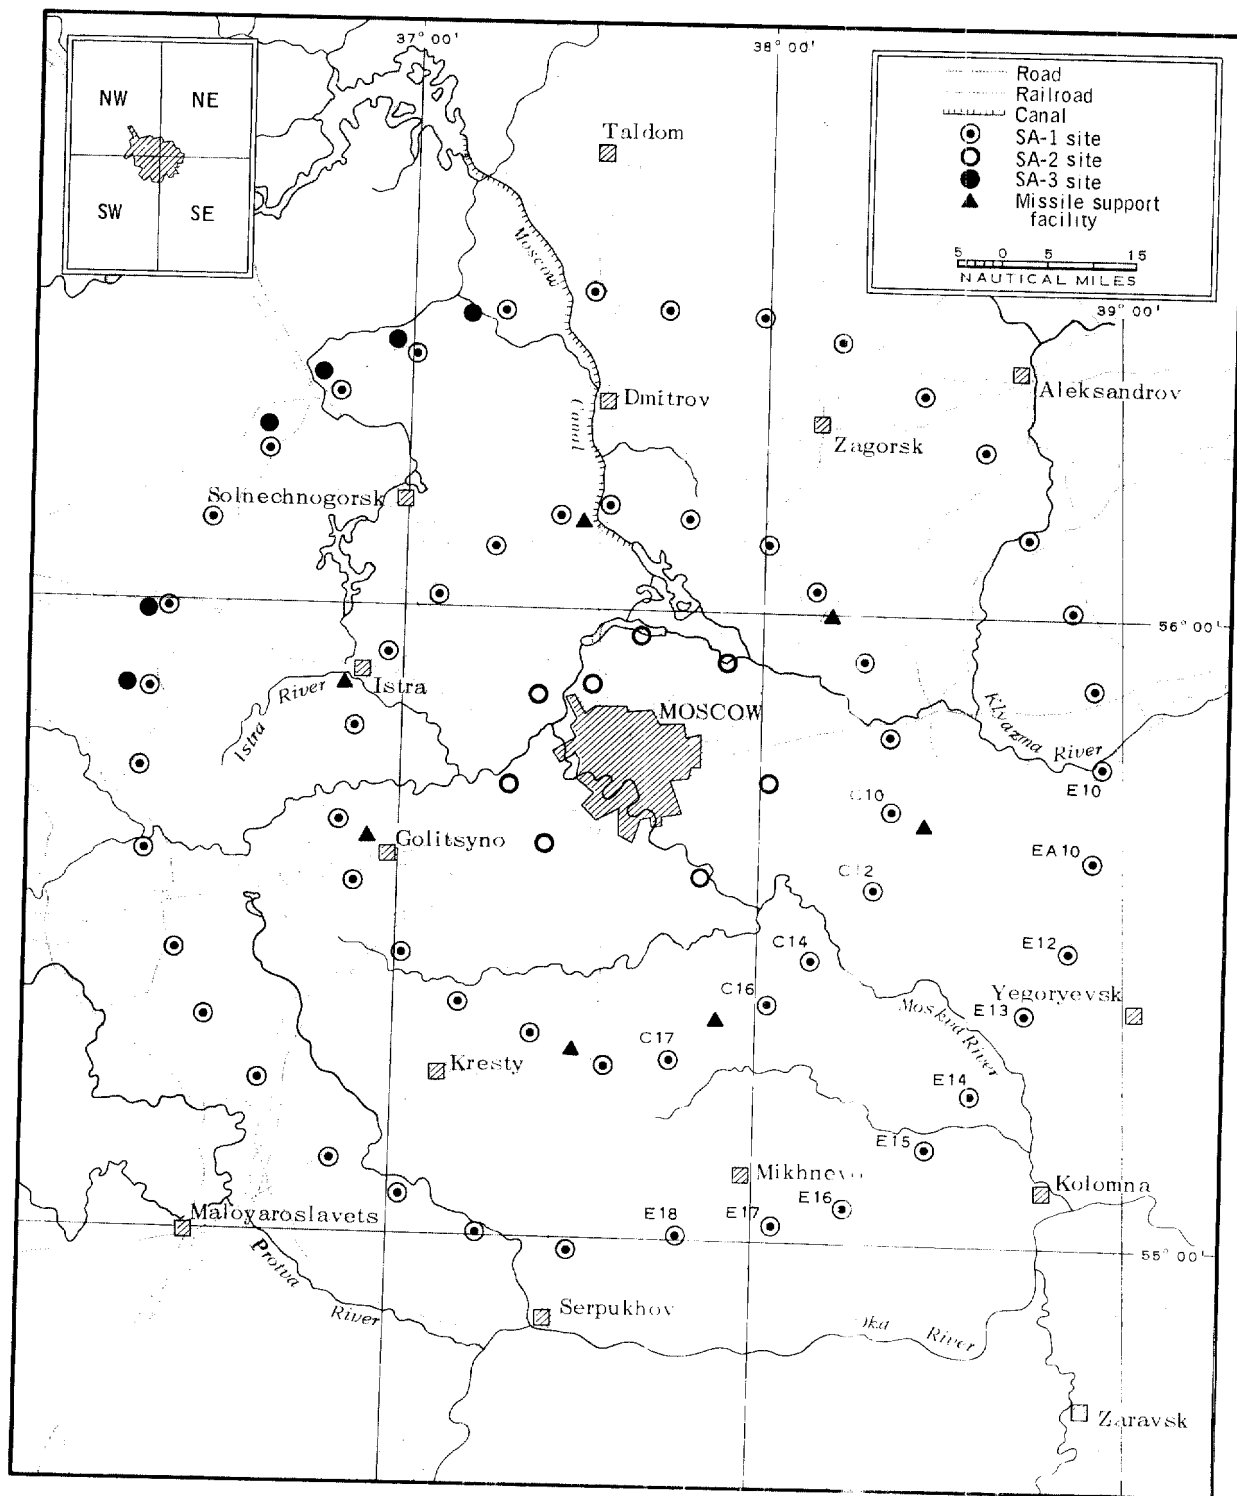 37° 00'
38° 00'
NW
NE
SW
SE
Road
Railroad
Canal
SA-1 site
SA-2 site
SA-3 site
Missile support
facility
5 0 5 15
NAUTICAL MILES
39° 00'
Taldom
Moscow
Canal
Dmitrov
Aleksandrov
Zagorsk
Solnechnogorsk
56° 00'
Istra
Istra River
MOSCOW
Klyazma River
E10
C10
Golitsyno
EA10
C12
C14
E12
C16
Yegoryevsk
E13
Moskva River
C17
Kresty
E14
E15
Mikhnevo
Kolomna
E16
E17
E18
Maloyaroslavets
55° 00'
Protva
River
Serpukhov
River
Zaravsk